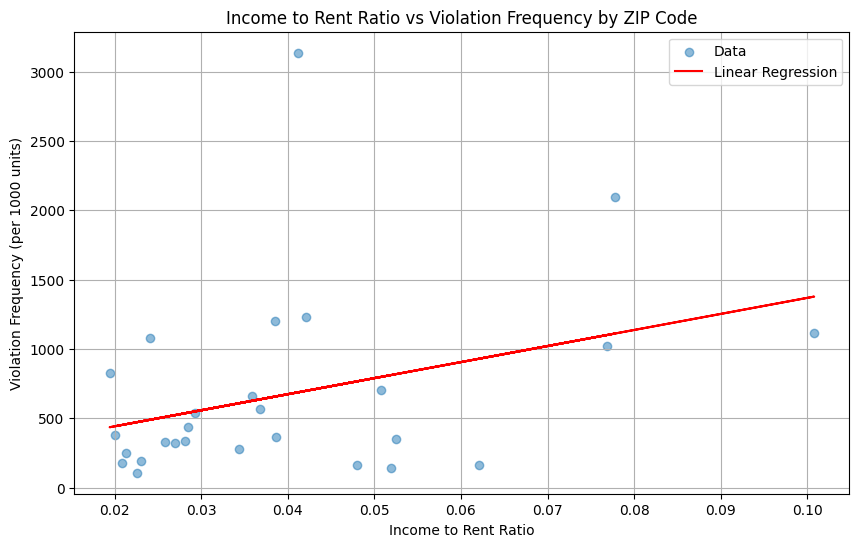 Income to Rent Ratio vs Violation Frequency by ZIP Code
Data
Linear Regression
Violation Frequency (per 1000 units)
3000
2500
2000
1500
1000
500
0
0.02 0.03 0.04 0.05 0.06 0.07 0.08 0.09 0.10
Income to Rent Ratio